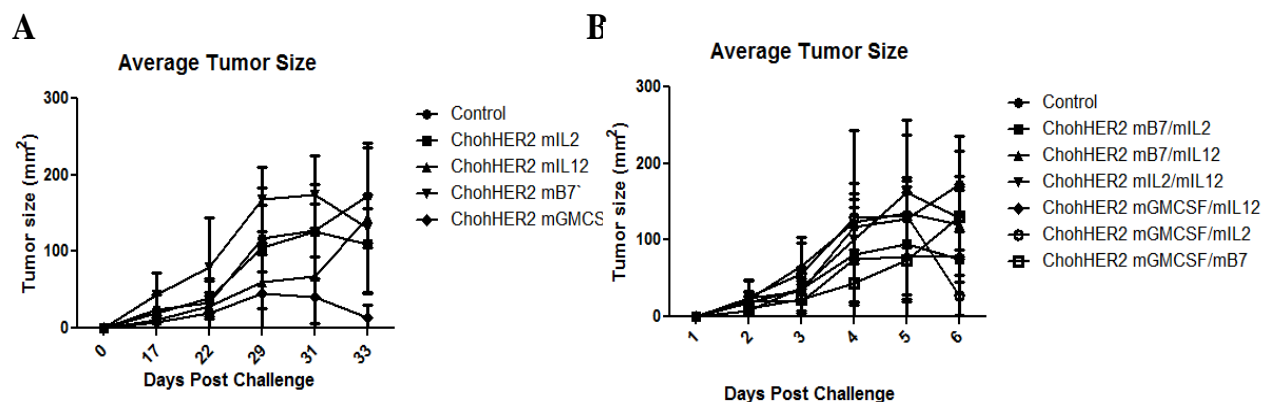 A
Average Tumor Size
Tumor size (mm²)
300
200
100
0
0 17 22 29 31 33
Days Post Challenge
Control
ChohHER2 mIL2
ChohHER2 mIL12
ChohHER2 mB7`
ChohHER2 mGMCS
B
Average Tumor Size
Tumor size (mm²)
300
200
100
0
1 2 3 4 5 6
Days Post Challenge
Control
ChohHER2 mB7/mIL2
ChohHER2 mB7/mIL12
ChohHER2 mIL2/mIL12
ChohHER2 mGMCSF/mIL12
ChohHER2 mGMCSF/mIL2
ChohHER2 mGMCSF/mB7